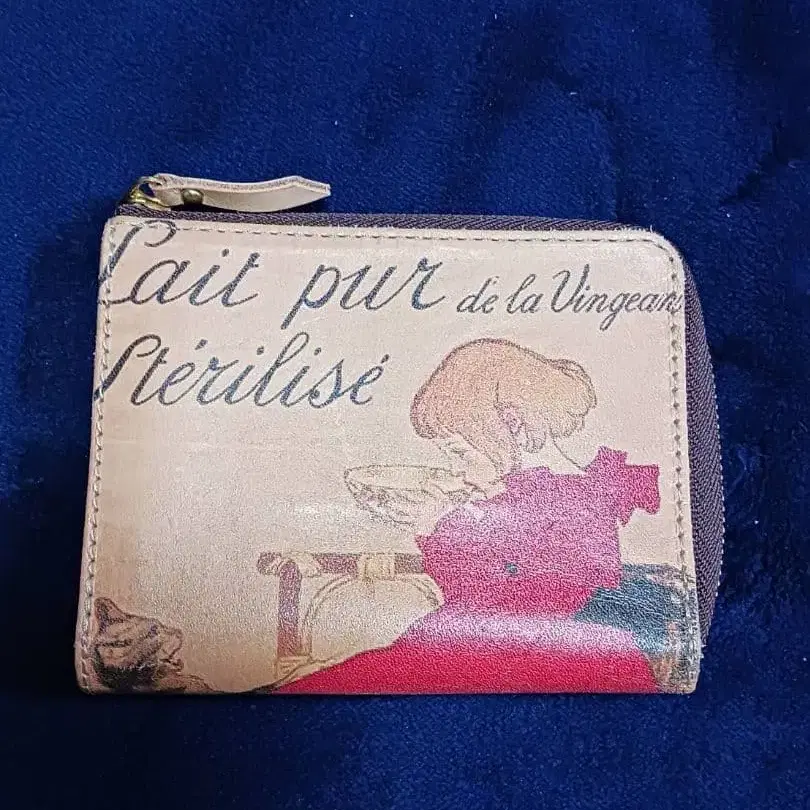 Lait pur de la Vingean
Stérilisé